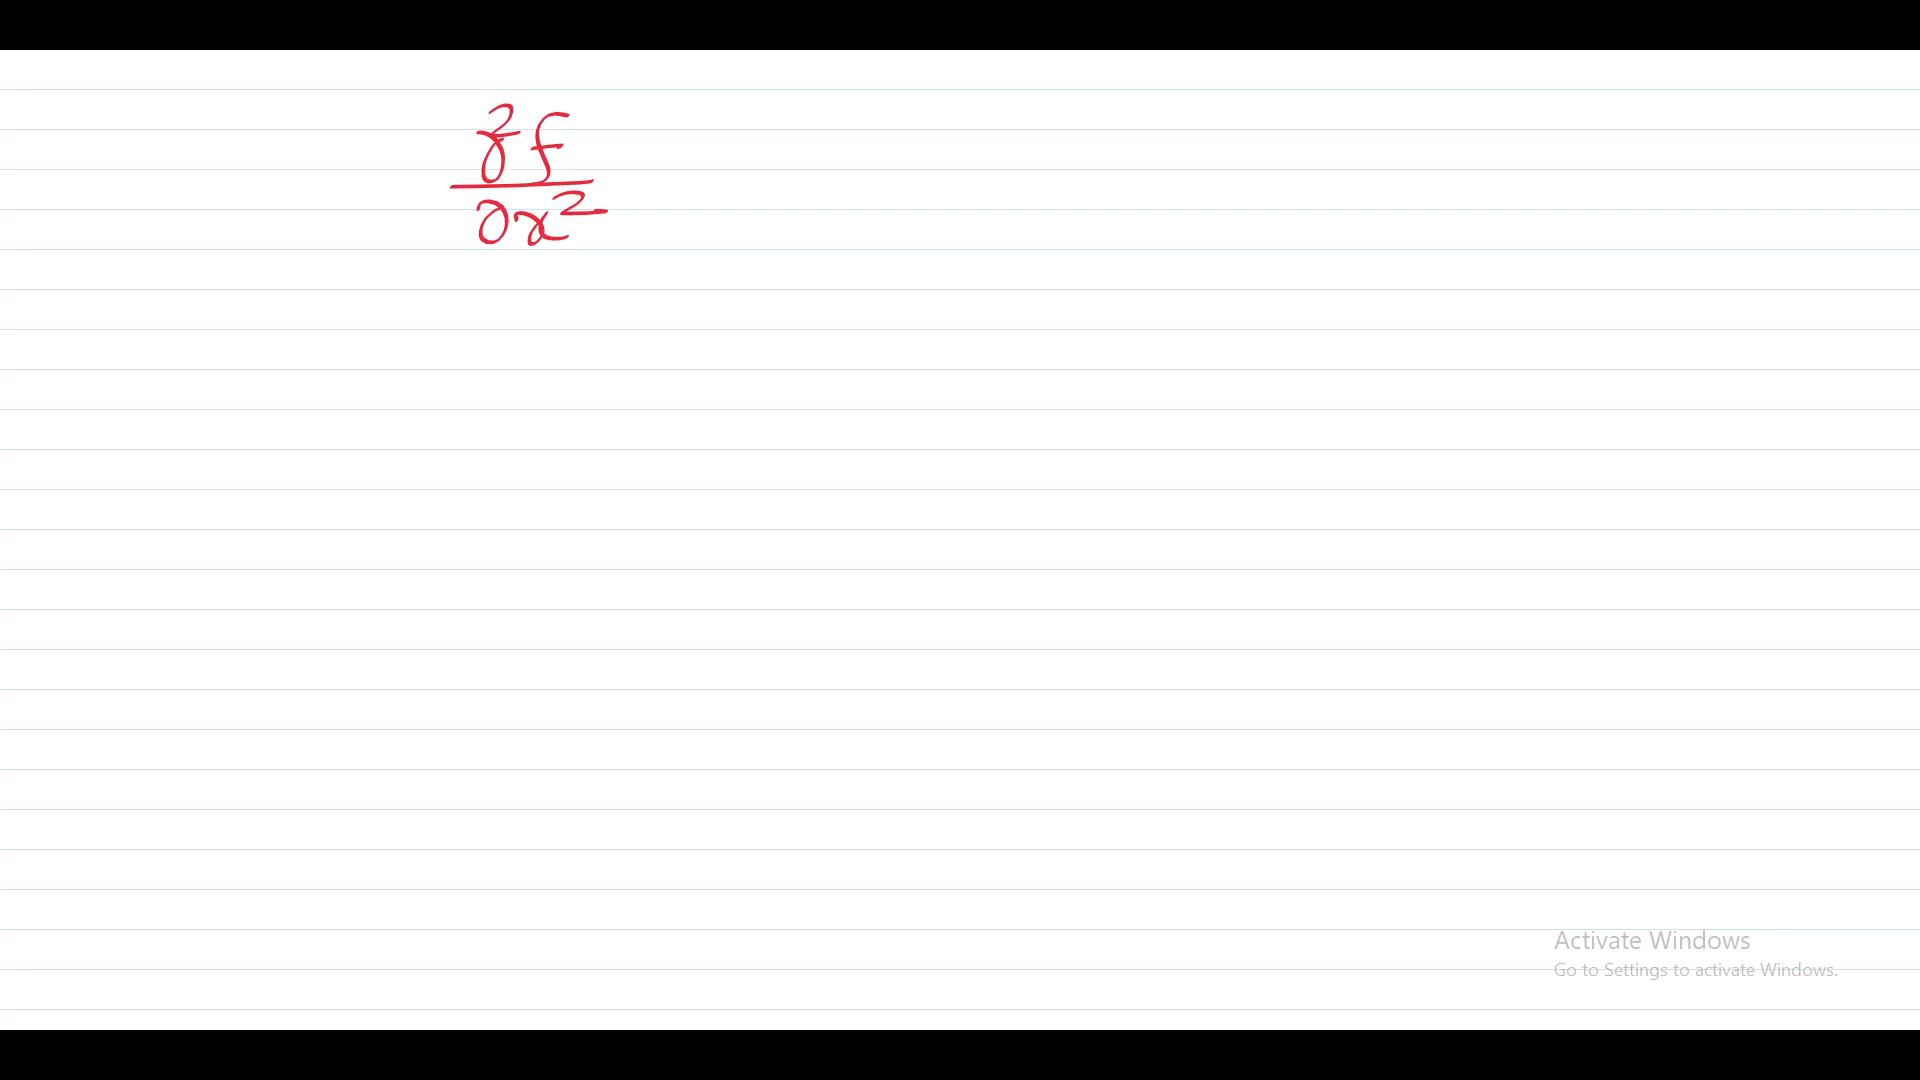 ∂²f
∂x²
Activate Windows
Go to Settings to activate Windows.